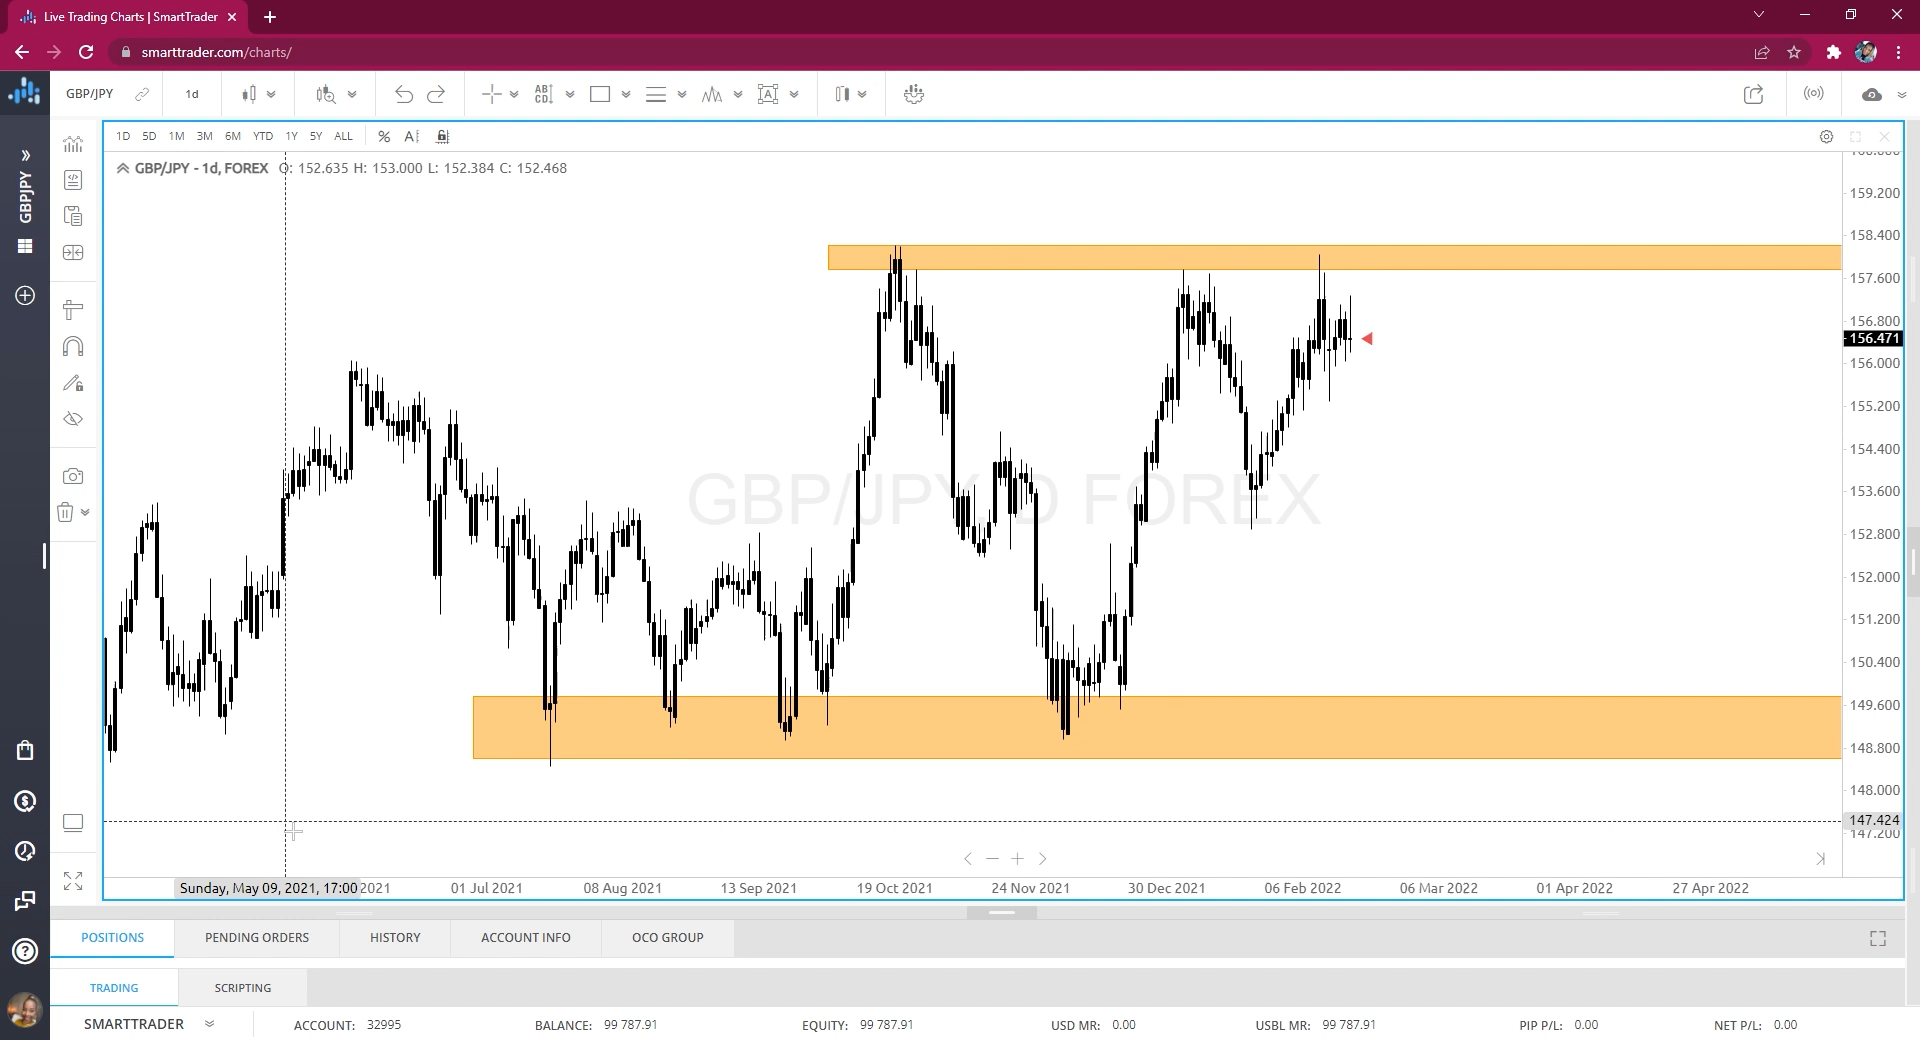 Live Trading Charts | SmartTrader
smarttrader.com/charts/
GBP/JPY 1d
1D 5D 1M 3M 6M YTD 1Y 5Y ALL % A
GBP/JPY - 1d, FOREX O: 152.635 H: 153.000 L: 152.384 C: 152.468
GBPJPY
159.200
158.400
157.600
156.800
156.471
156.000
155.200
154.400
GBP/JPY, D FOREX
153.600
152.800
152.000
151.200
150.400
149.600
148.800
148.000
147.424
147.200
Sunday, May 09, 2021, 17:00 2021 01 Jul 2021 08 Aug 2021 13 Sep 2021 19 Oct 2021 24 Nov 2021 30 Dec 2021 06 Feb 2022 06 Mar 2022 01 Apr 2022 27 Apr 2022
POSITIONS PENDING ORDERS HISTORY ACCOUNT INFO OCO GROUP
TRADING SCRIPTING
SMARTTRADER ACCOUNT: 32995 BALANCE: 99 787.91 EQUITY: 99 787.91 USD MR: 0.00 USBL MR: 99 787.91 PIP P/L: 0.00 NET P/L: 0.00